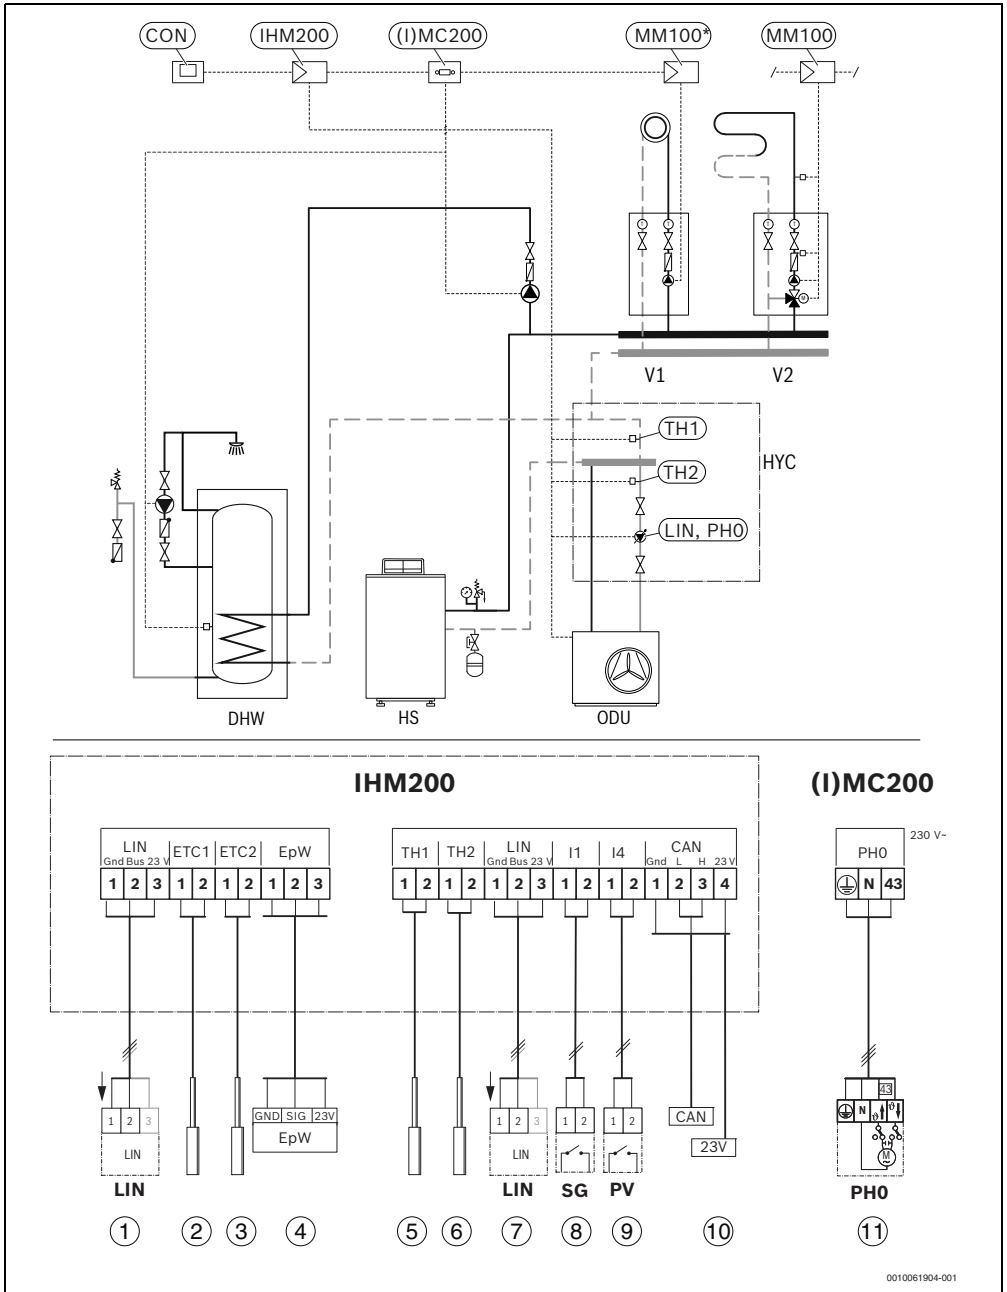 CON IHM200 (I)MC200 MM100* MM100
T T T T
M
V1 V2
TH1
HYC
TH2
LIN, PH0
DHW HS ODU
IHM200 (I)MC200
230 V~
LIN ETC1 ETC2 EpW TH1 TH2 LIN I1 I4 CAN PH0
Gnd Bus 23 V Gnd Bus 23 V Gnd L H 23 V
1 2 3 1 2 1 2 1 2 3 1 2 1 2 1 2 3 1 2 1 2 1 2 3 4 N 43
43
1 2 3 GND SIG 23V 1 2 3 1 2 1 2 CAN N ϑ ϑ
LIN EpW LIN 23V M
LIN LIN SG PV PH0
1 2 3 4 5 6 7 8 9 10 11
0010061904-001